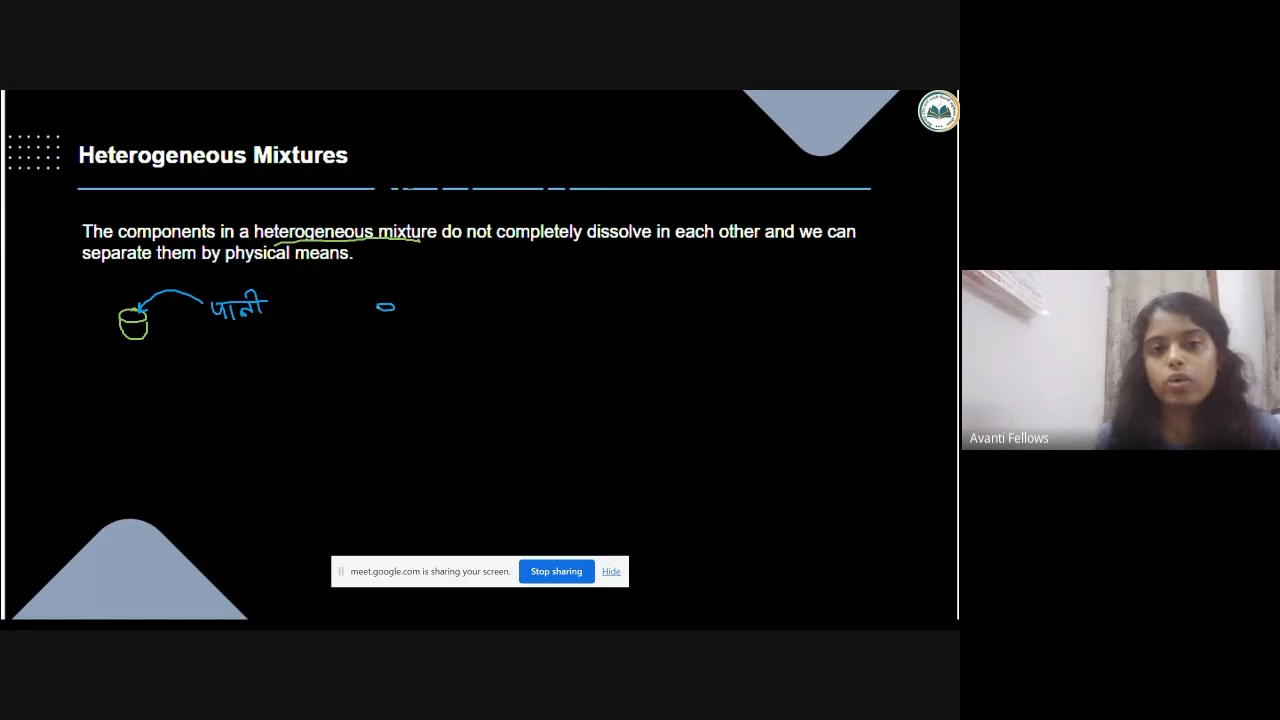 Heterogeneous Mixtures
The components in a heterogeneous mixture do not completely dissolve in each other and we can
separate them by physical means.
पानी
Avanti Fellows
meet.google.com is sharing your screen.
Stop sharing
Hide